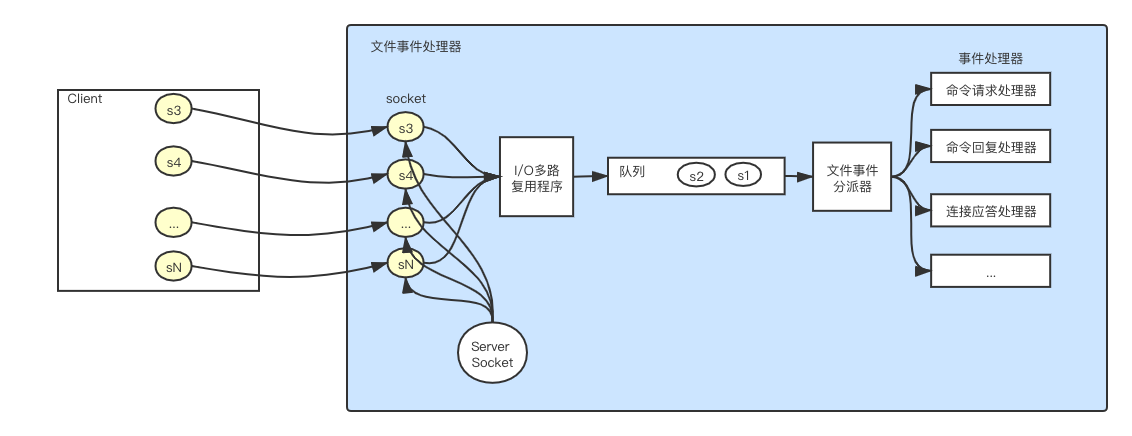 文件事件处理器
事件处理器
Client
socket
s3
s4
...
sN
s3
s4
...
sN
I/O多路
复用程序
队列
s2
s1
文件事件
分派器
命令请求处理器
命令回复处理器
连接应答处理器
...
Server
Socket